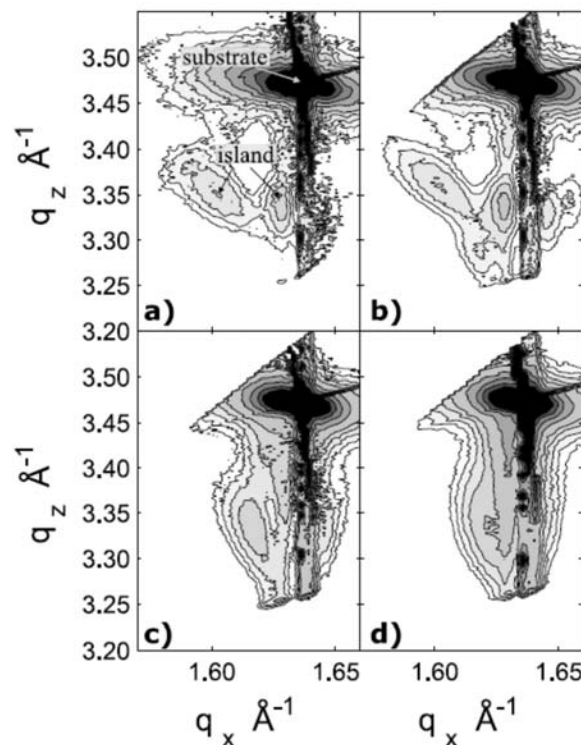 3.50
3.45
3.40
3.35
3.30
3.25
q z Å-1
substrate
island
a)
b)
3.20
3.50
3.45
3.40
3.35
3.30
3.25
3.20
q z Å-1
c)
d)
1.60 1.65 1.60 1.65
q x Å-1 q x Å-1